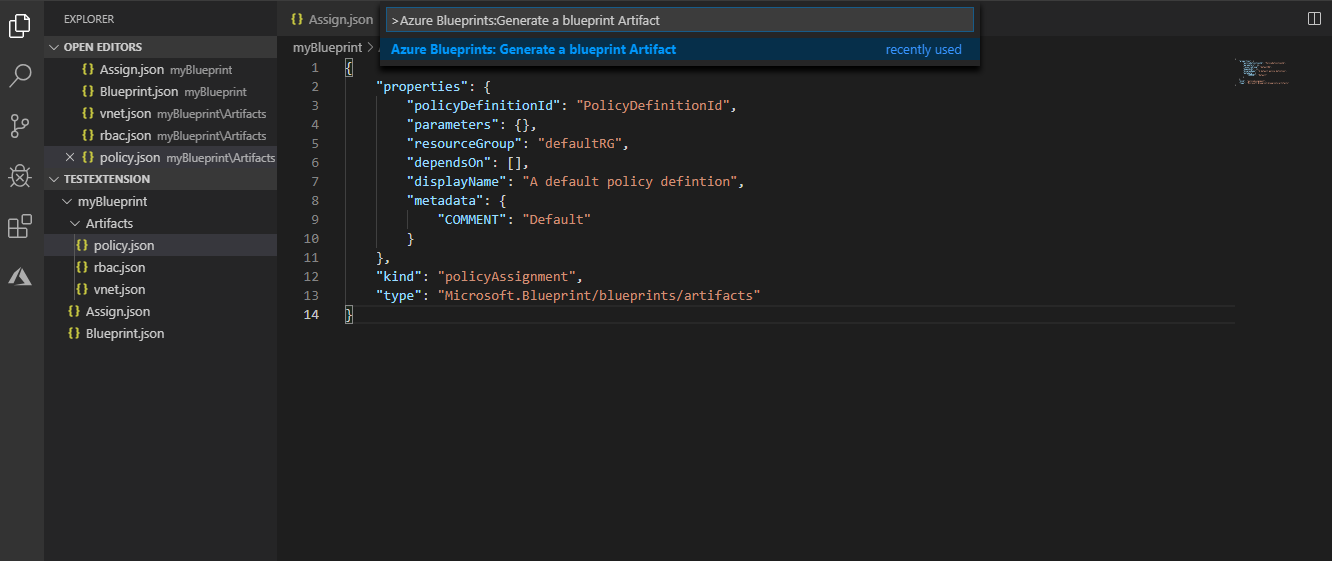 EXPLORER
OPEN EDITORS
Assign.json myBlueprint
Blueprint.json myBlueprint
vnet.json myBlueprint\Artifacts
rbac.json myBlueprint\Artifacts
policy.json myBlueprint\Artifacts
TESTEXTENSION
myBlueprint
Artifacts
policy.json
rbac.json
vnet.json
Assign.json
Blueprint.json
Assign.json
>Azure Blueprints:Generate a blueprint Artifact
Azure Blueprints: Generate a blueprint Artifact recently used
myBlueprint >
1 {
2 "properties": {
3 "policyDefinitionId": "PolicyDefinitionId",
4 "parameters": {},
5 "resourceGroup": "defaultRG",
6 "dependsOn": [],
7 "displayName": "A default policy defintion",
8 "metadata": {
9 "COMMENT": "Default"
10 }
11 },
12 "kind": "policyAssignment",
13 "type": "Microsoft.Blueprint/blueprints/artifacts"
14 }